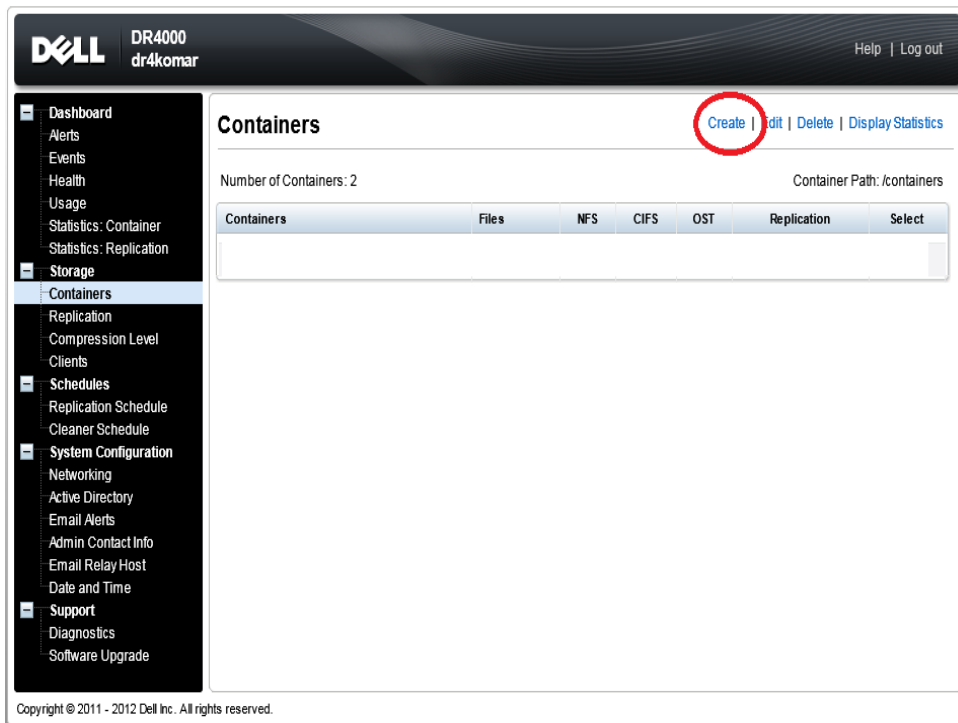 DELL
DR4000
dr4komar
Help | Log out
Dashboard
Alerts
Events
Health
Usage
Statistics: Container
Statistics: Replication
Storage
Containers
Replication
Compression Level
Clients
Schedules
Replication Schedule
Cleaner Schedule
System Configuration
Networking
Active Directory
Email Alerts
Admin Contact Info
Email Relay Host
Date and Time
Support
Diagnostics
Software Upgrade
Containers
Create | Edit | Delete | Display Statistics
Number of Containers: 2
Container Path: /containers
Containers Files NFS CIFS OST Replication Select
Copyright © 2011 - 2012 Dell Inc. All rights reserved.